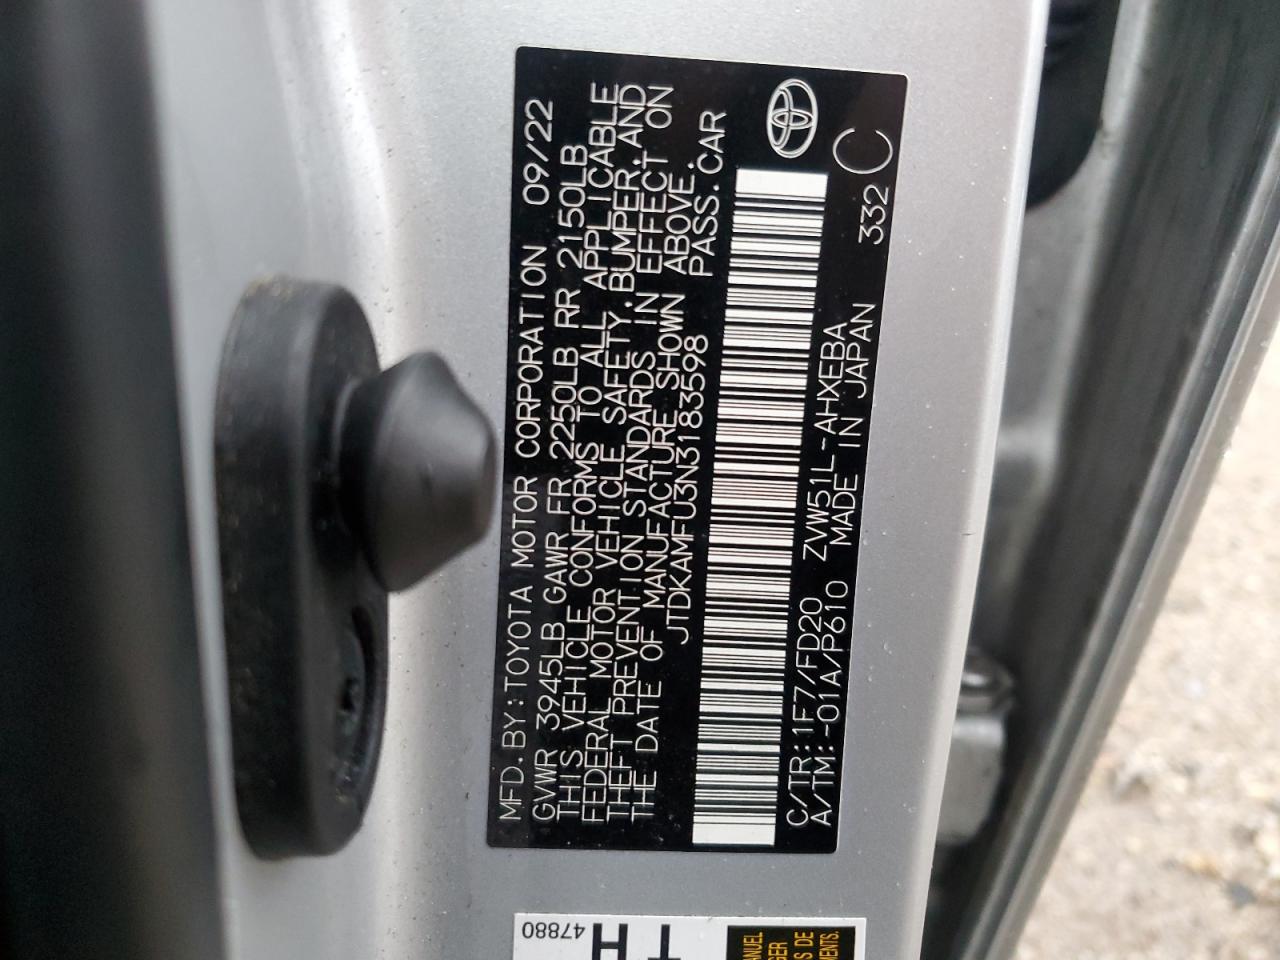 MFD.BY:TOYOTA MOTOR CORPORATION 09/22
GVWR 3945LB GAWR FR 2250LB RR 2150LB
THIS VEHICLE CONFORMS TO ALL APPLICABLE
FEDERAL MOTOR VEHICLE SAFETY,BUMPER,AND
THEFT PREVENTION STANDARDS IN EFFECT ON
THE DATE OF MANUFACTURE SHOWN ABOVE.
JTDKAMFU3N3183598 PASS.CAR
C/TR:1F7/FD20 ZVW51L-AHXEBA 332
A/TM:-01A/P610 MADE IN JAPAN
C
47880